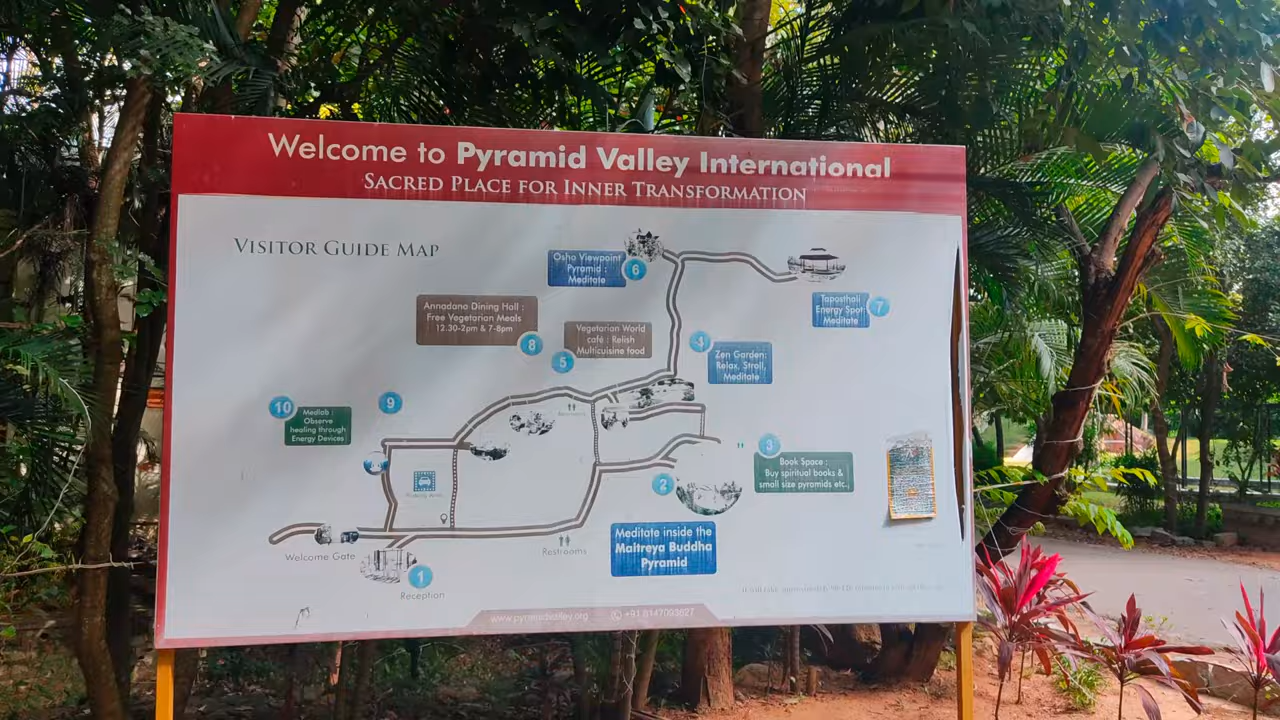 Welcome to Pyramid Valley International
SACRED PLACE FOR INNER TRANSFORMATION
VISITOR GUIDE MAP
Osho Viewpoint
Pyramid :
Meditate
6
Tapasthali
Energy Spot:
Meditate
7
Annadana Dining Hall :
Free Vegetarian Meals
12.30-2pm & 7-8pm
8
Vegetarian World
café : Relish
Multicuisine food
5
4
Zen Garden:
Relax, Stroll,
Meditate
10
Medlab :
Observe
healing through
Energy Devices
9
Restrooms
3
Book Space :
Buy spiritual books &
small size pyramids etc.,
Parking Area
2
Meditate inside the
Maitreya Buddha
Pyramid
Welcome Gate
Restrooms
1
Reception
www.pyramidvalley.org
+91 8147093627